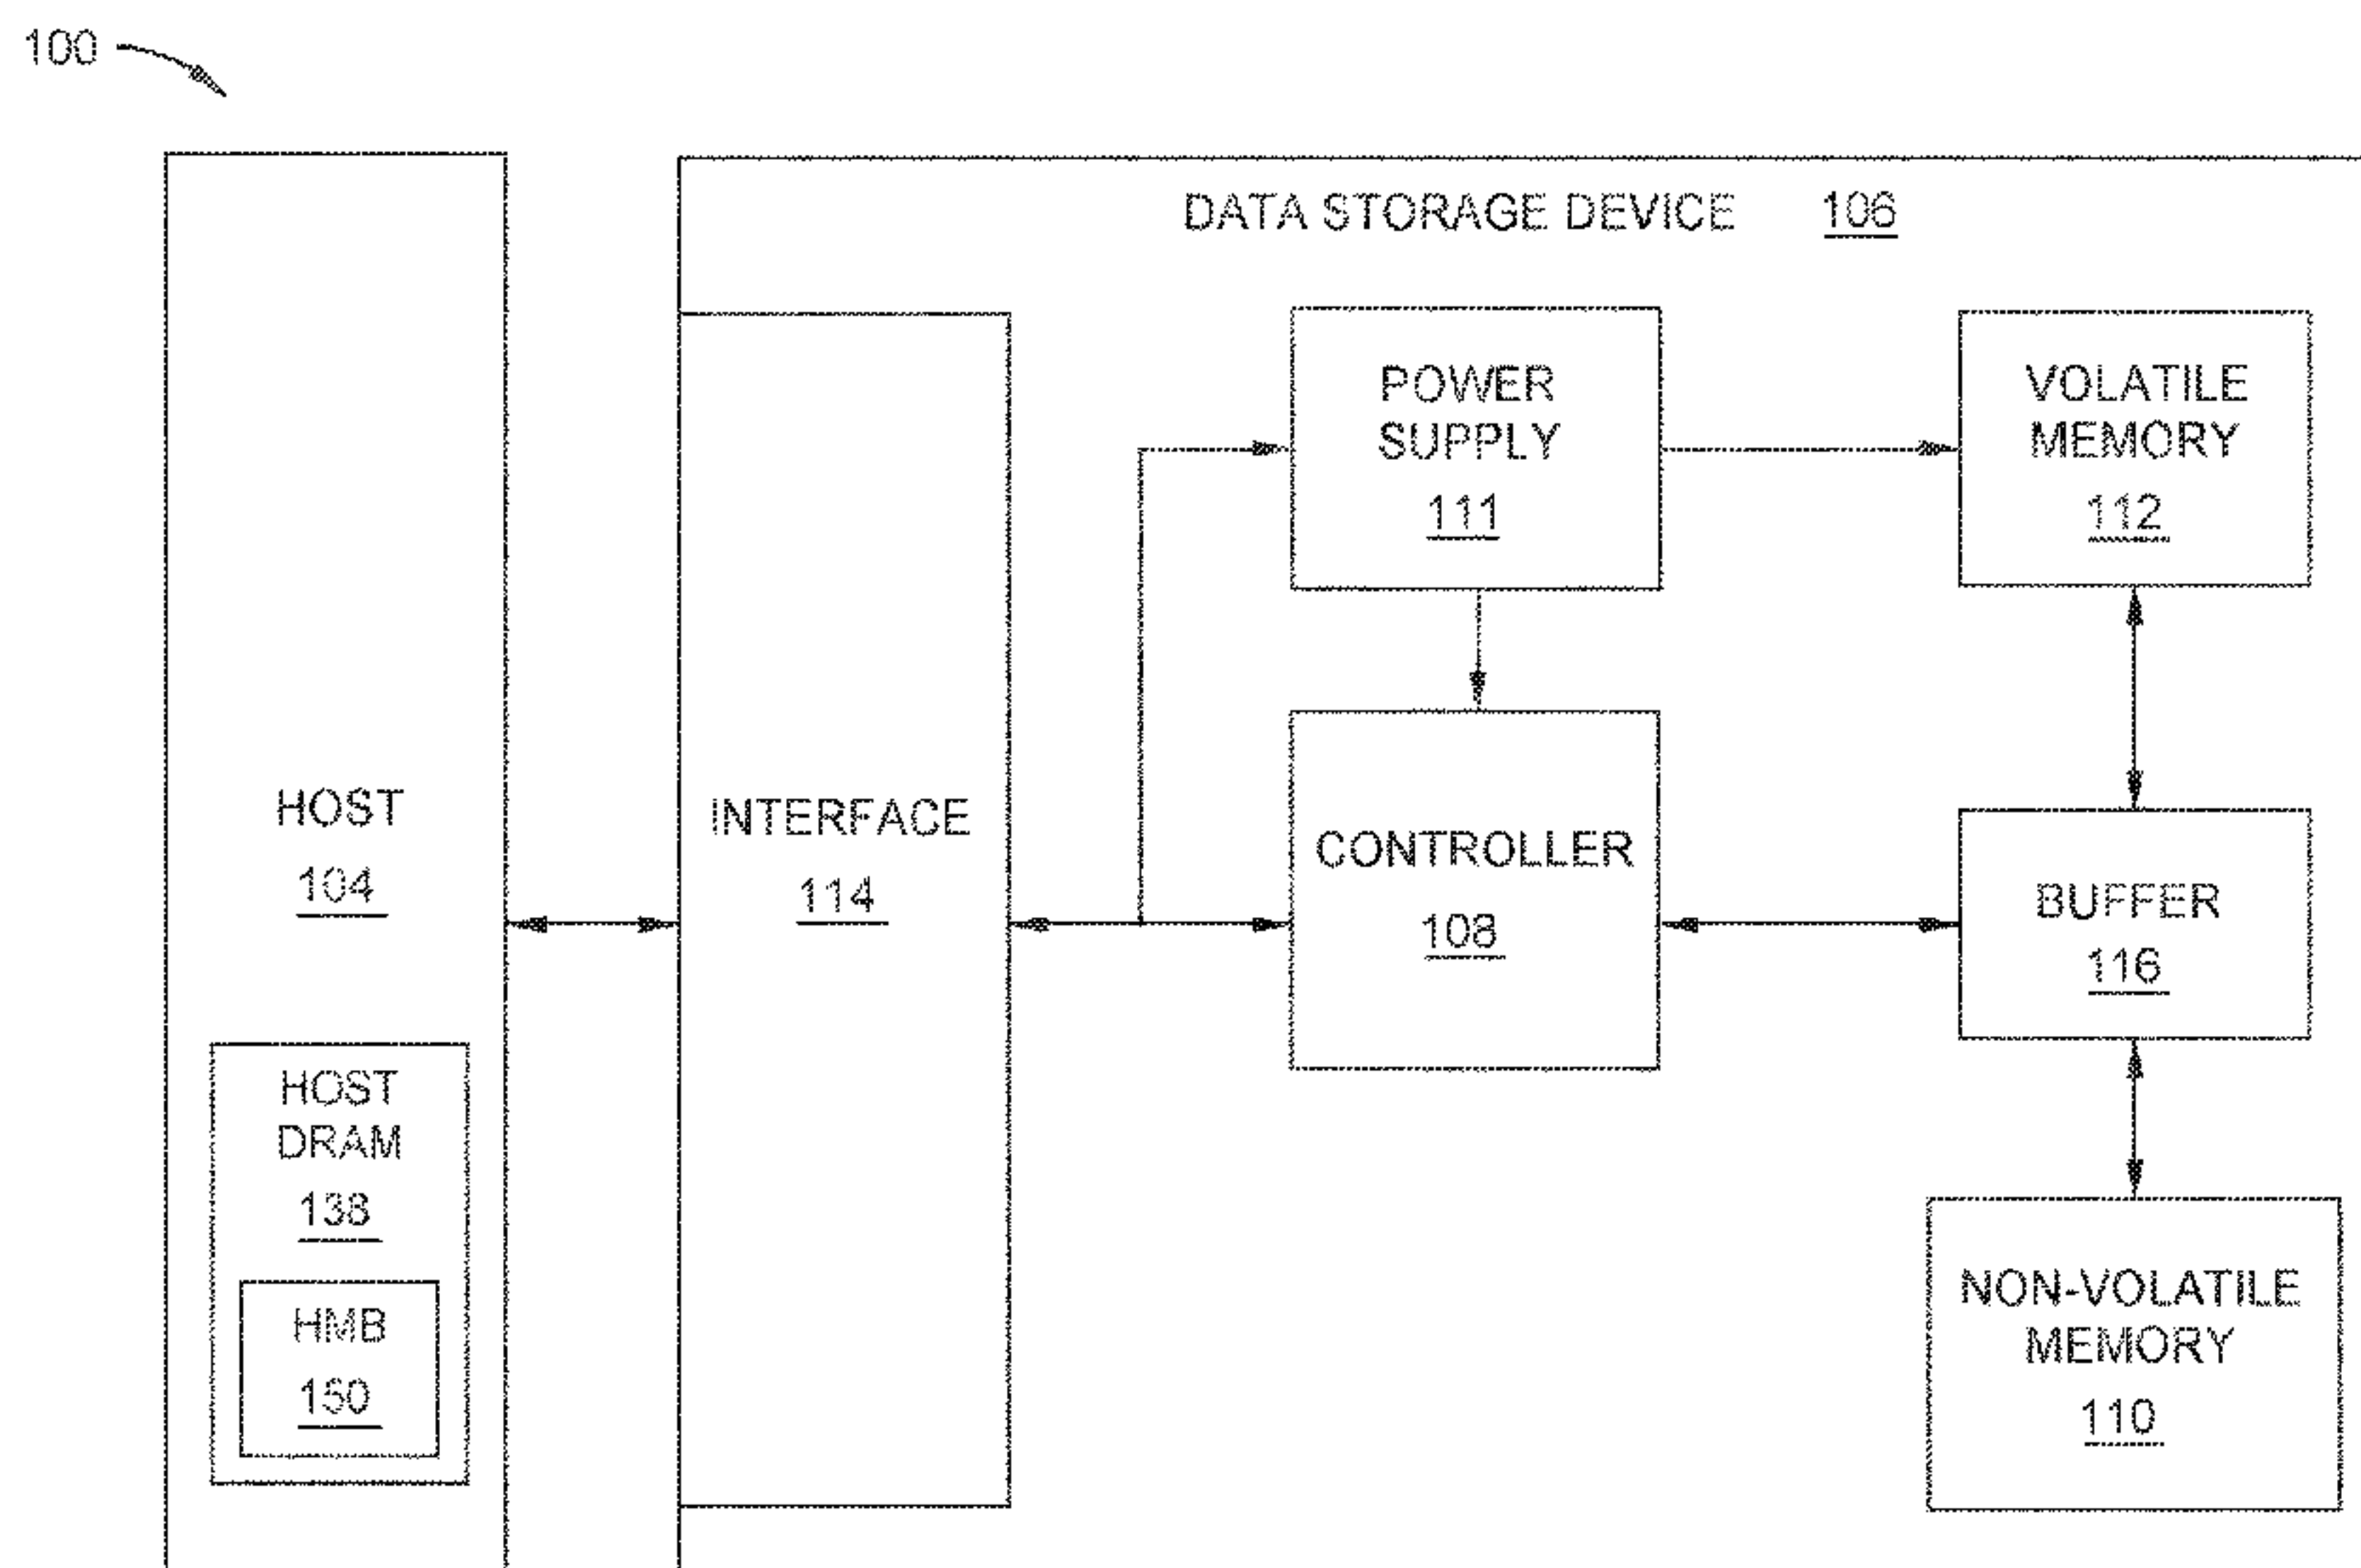 100
DATA STORAGE DEVICE 106
POWER
SUPPLY
111
VOLATILE
MEMORY
112
HOST
104
INTERFACE
114
CONTROLLER
108
BUFFER
116
HOST
DRAM
138
HMB
150
NON-VOLATILE
MEMORY
110